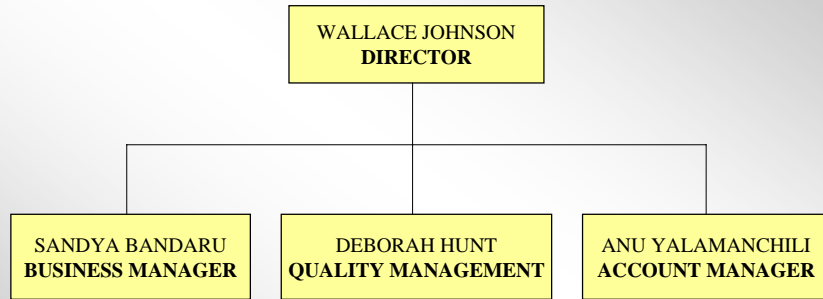 WALLACE JOHNSON
DIRECTOR
SANDYA BANDARU
BUSINESS MANAGER
DEBORAH HUNT
QUALITY MANAGEMENT
ANU YALAMANCHILI
ACCOUNT MANAGER